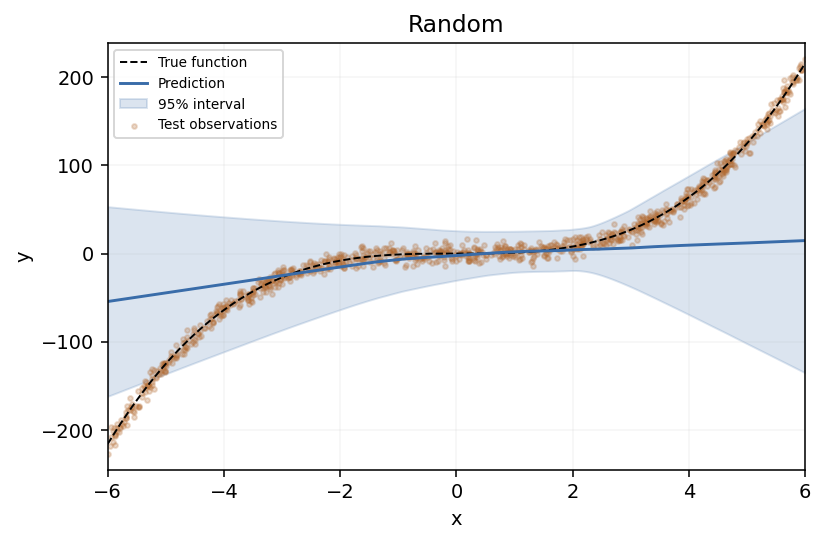 Random
True function
Prediction
95% interval
Test observations
200
100
0
−100
−200
y
−6 −4 −2 0 2 4 6
x